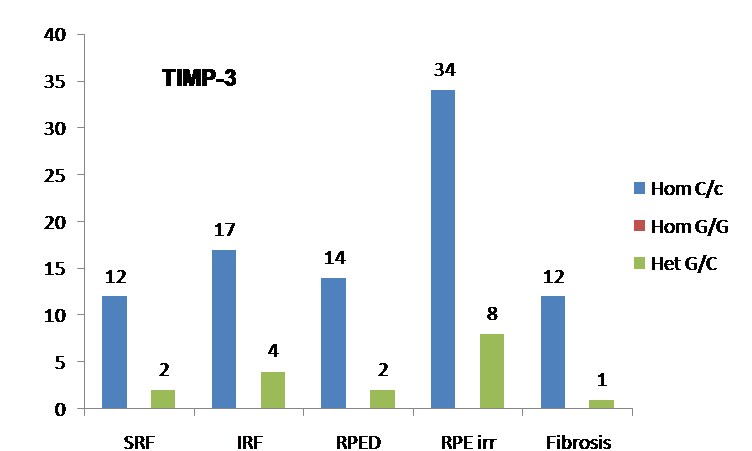 TIMP-3
40
35
30
25
20
15
10
5
0
12
2
17
4
14
2
34
8
12
1
SRF
IRF
RPED
RPE irr
Fibrosis
Hom C/c
Hom G/G
Het G/C